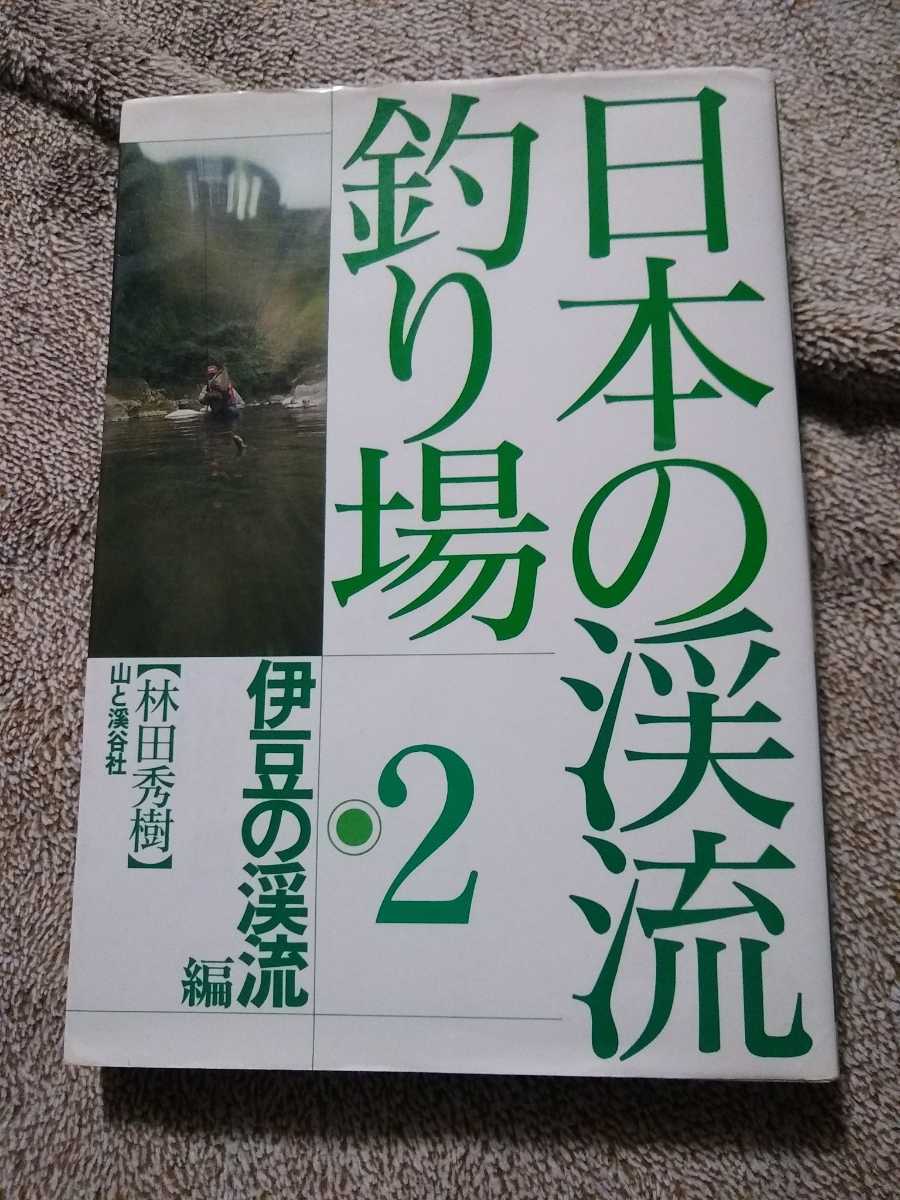 日本の渓流
釣り場
2
伊豆の渓流
編
【林田秀樹】
山と溪谷社